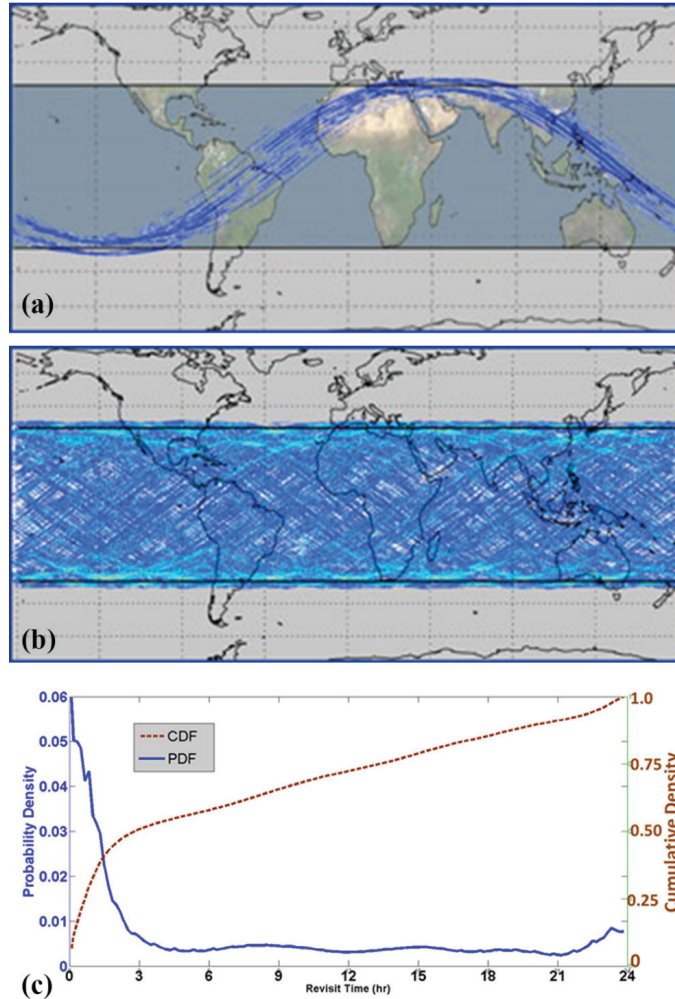 (a)
(b)
0.06
0.05
0.04
0.03
0.02
0.01
0
Probability Density
CDF
PDF
1.0
0.75
0.50
0.25
0
Cumulative Density
0 3 6 9 12 15 18 21 24
Revisit Time (hr)
(c)